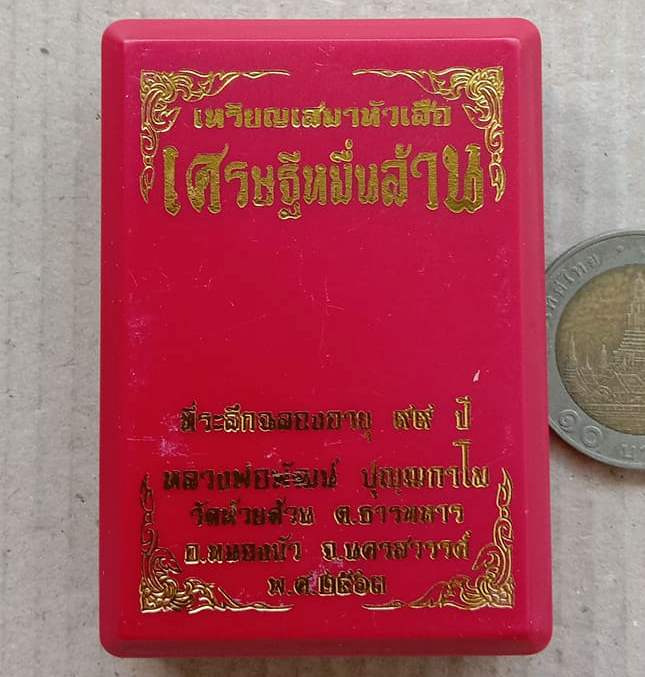 เหรียญเสมาหัวเสือ
เศรษฐีหมื่นล้าน
ที่ระลึกฉลองอายุ ๙๙ ปี
หลวงพ่อพัฒน์ ปุญฺญกาโม
วัดห้วยด้วน ต.ธารทหาร
อ.หนองบัว จ.นครสวรรค์
พ.ศ.๒๕๖๓
๑๐